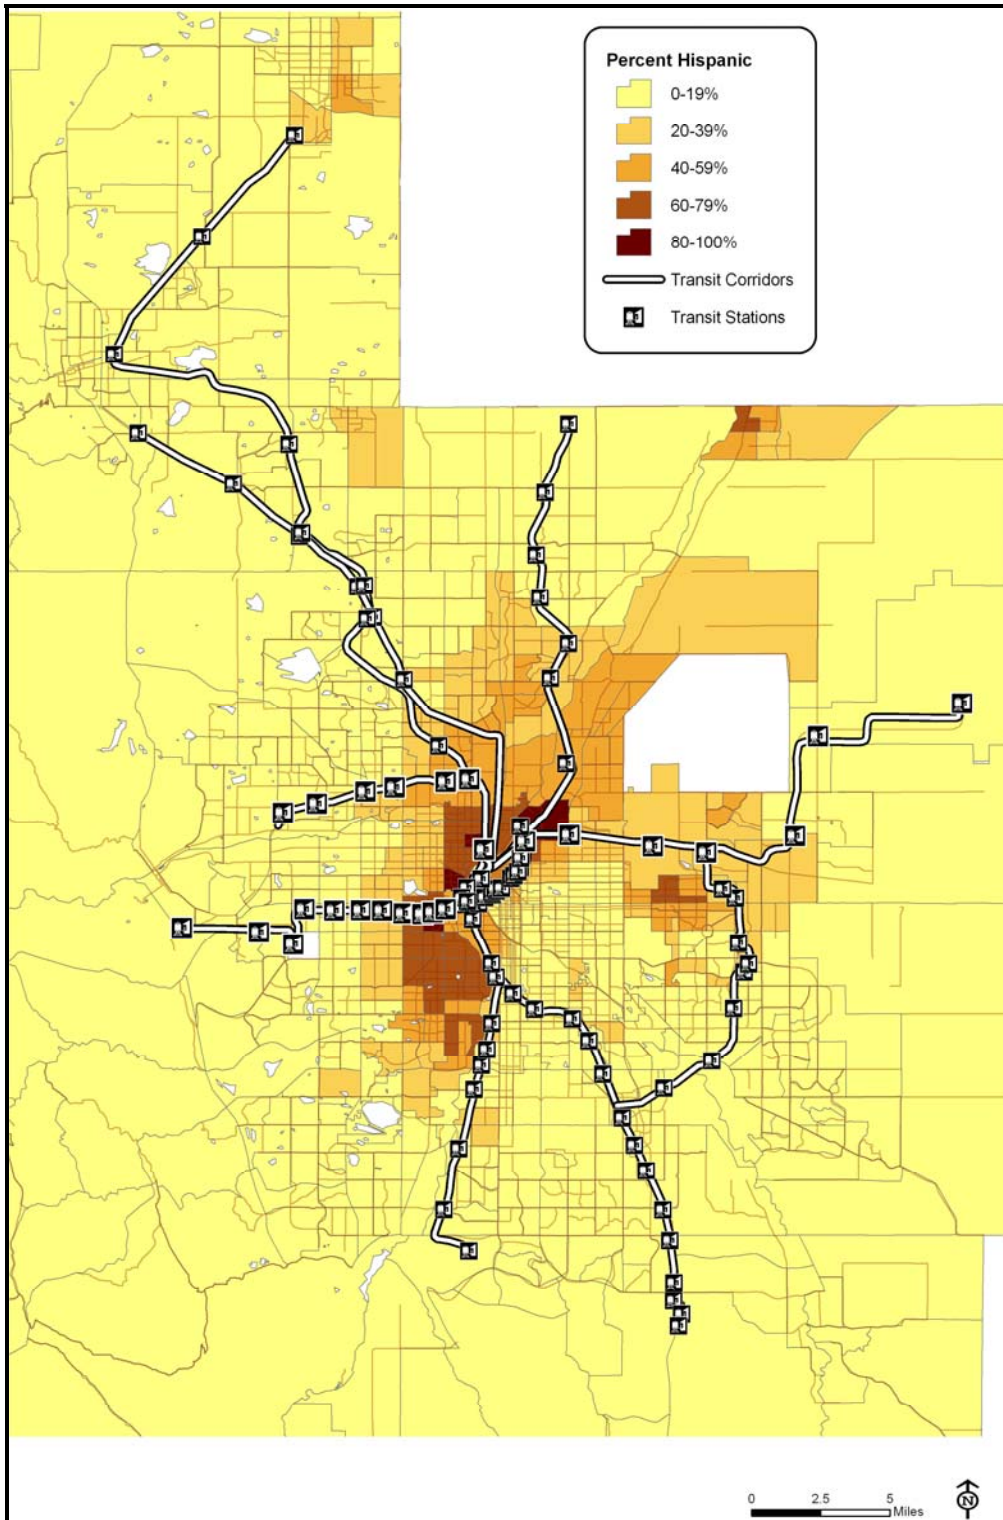 Percent Hispanic
0-19%
20-39%
40-59%
60-79%
80-100%
Transit Corridors
Transit Stations
0 2.5 5
Miles
N